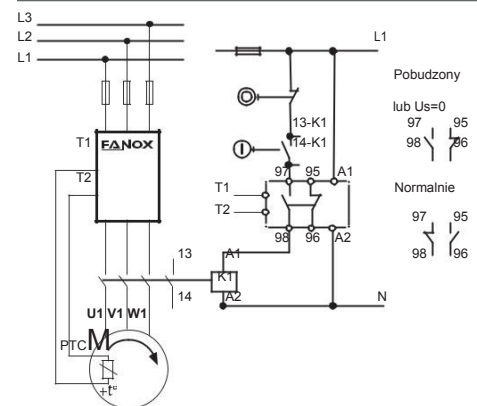 L3
L2
L1
L1
Pobudzony
lub Us=0
97 95
98 96
Normalnie
97 95
98 96
13-K1
14-K1
97 95 A1
T1
T2
98 96 A2
T1 FANOX
T2
13
14
A1
K1
A2
N
U1 V1 W1
PTC M
+t°